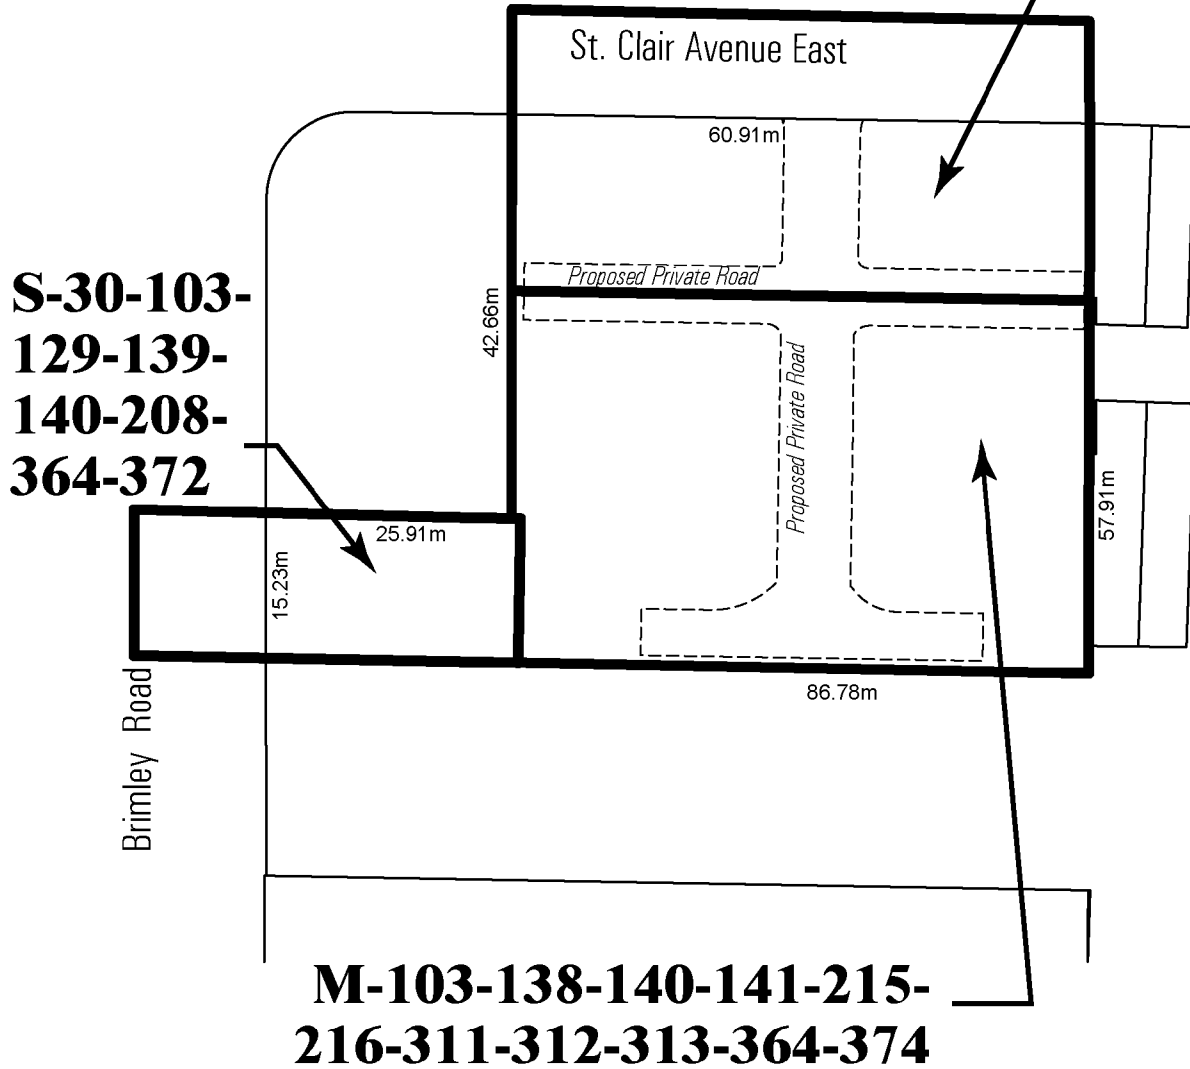 St. Clair Avenue East
60.91m
Proposed Private Road
S-30-103-
129-139-
140-208-
364-372
42.66m
Proposed Private Road
25.91m
15.23m
57.91m
86.78m
Brimley Road
M-103-138-140-141-215-
216-311-312-313-364-374